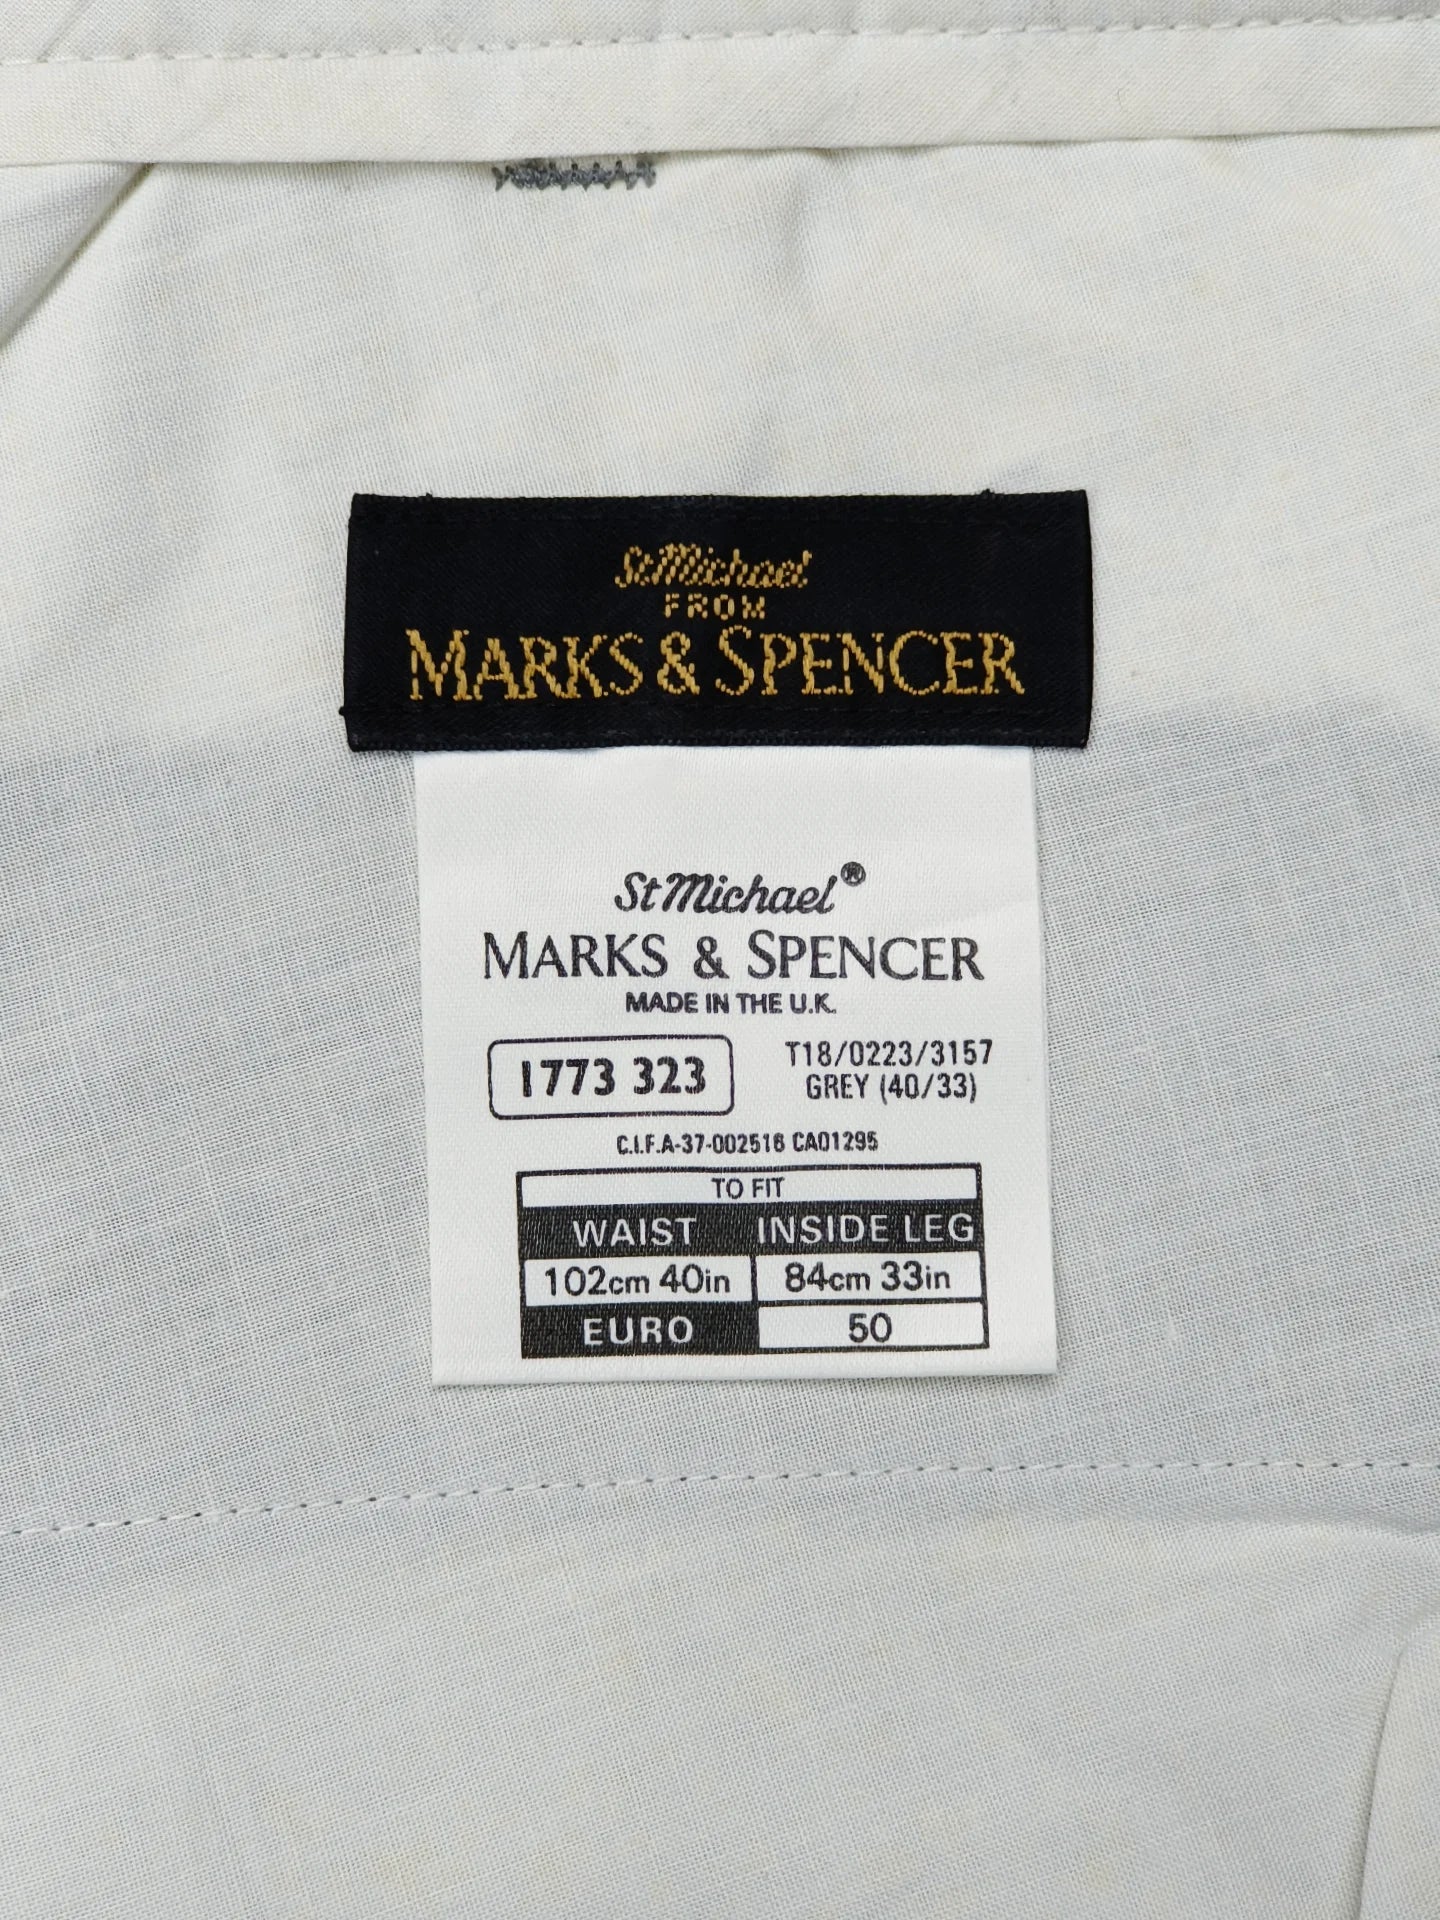 St Michael
FROM
MARKS & SPENCER
St Michael®
MARKS & SPENCER
MADE IN THE U.K.
1773 323
T18/0223/3157
GREY (40/33)
C.I.F.A-37-002516 CA01295
TO FIT
WAIST INSIDE LEG
102cm 40in 84cm 33in
EURO 50